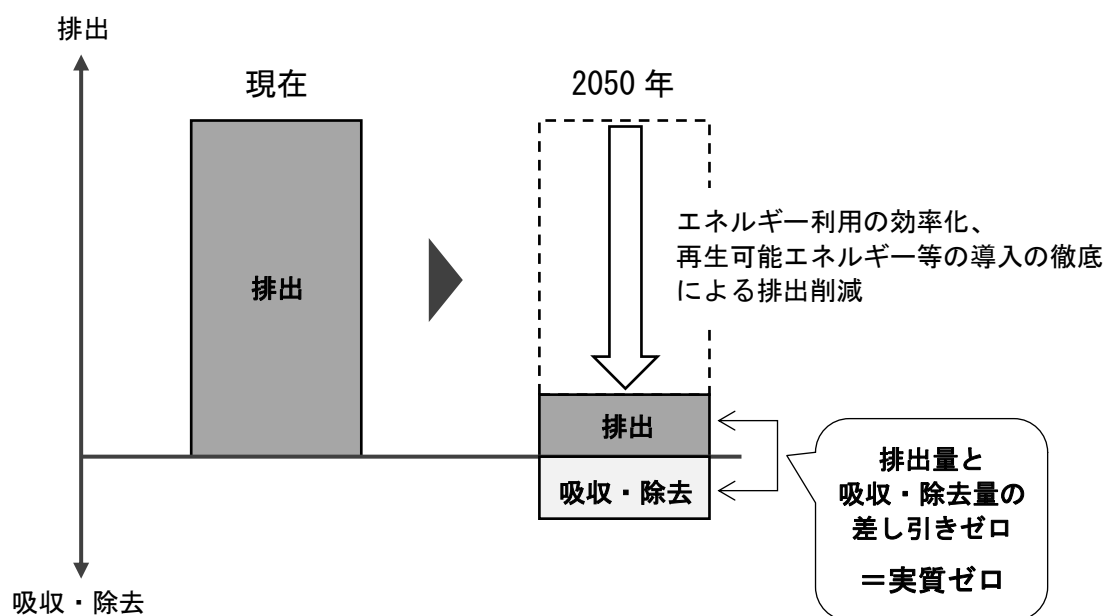 排出
現在
2050 年
エネルギー利用の効率化、
再生可能エネルギー等の導入の徹底
による排出削減
排出
排出
吸収・除去
排出量と
吸収・除去量の
差し引きゼロ
＝実質ゼロ
吸収・除去